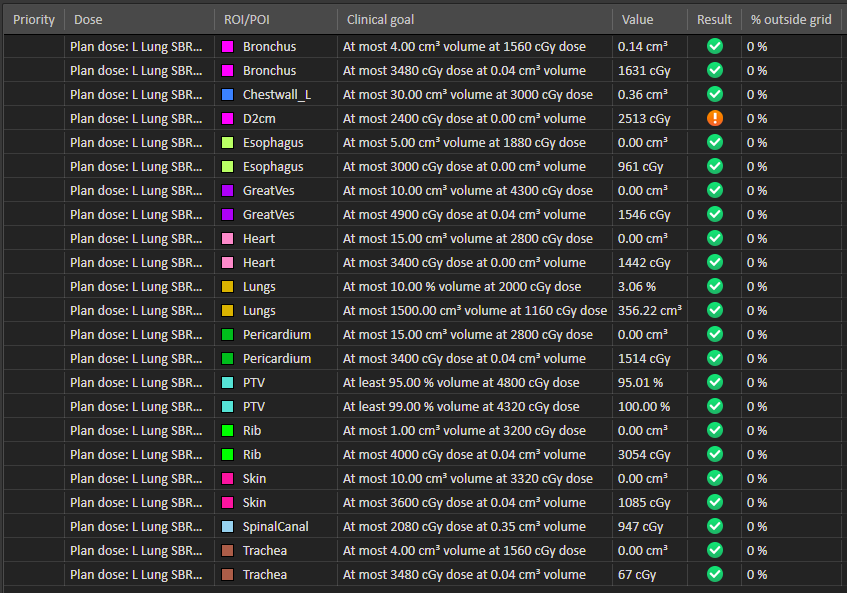 Priority Dose ROI/POI Clinical goal Value Result % outside grid
Plan dose: L Lung SBR... Bronchus At most 4.00 cm³ volume at 1560 cGy dose 0.14 cm³ 0 %
Plan dose: L Lung SBR... Bronchus At most 3480 cGy dose at 0.04 cm³ volume 1631 cGy 0 %
Plan dose: L Lung SBR... Chestwall_L At most 30.00 cm³ volume at 3000 cGy dose 0.36 cm³ 0 %
Plan dose: L Lung SBR... D2cm At most 2400 cGy dose at 0.00 cm³ volume 2513 cGy 0 %
Plan dose: L Lung SBR... Esophagus At most 5.00 cm³ volume at 1880 cGy dose 0.00 cm³ 0 %
Plan dose: L Lung SBR... Esophagus At most 3000 cGy dose at 0.00 cm³ volume 961 cGy 0 %
Plan dose: L Lung SBR... GreatVes At most 10.00 cm³ volume at 4300 cGy dose 0.00 cm³ 0 %
Plan dose: L Lung SBR... GreatVes At most 4900 cGy dose at 0.04 cm³ volume 1546 cGy 0 %
Plan dose: L Lung SBR... Heart At most 15.00 cm³ volume at 2800 cGy dose 0.00 cm³ 0 %
Plan dose: L Lung SBR... Heart At most 3400 cGy dose at 0.00 cm³ volume 1442 cGy 0 %
Plan dose: L Lung SBR... Lungs At most 10.00 % volume at 2000 cGy dose 3.06 % 0 %
Plan dose: L Lung SBR... Lungs At most 1500.00 cm³ volume at 1160 cGy dose 356.22 cm³ 0 %
Plan dose: L Lung SBR... Pericardium At most 15.00 cm³ volume at 2800 cGy dose 0.00 cm³ 0 %
Plan dose: L Lung SBR... Pericardium At most 3400 cGy dose at 0.04 cm³ volume 1514 cGy 0 %
Plan dose: L Lung SBR... PTV At least 95.00 % volume at 4800 cGy dose 95.01 % 0 %
Plan dose: L Lung SBR... PTV At least 99.00 % volume at 4320 cGy dose 100.00 % 0 %
Plan dose: L Lung SBR... Rib At most 1.00 cm³ volume at 3200 cGy dose 0.00 cm³ 0 %
Plan dose: L Lung SBR... Rib At most 4000 cGy dose at 0.04 cm³ volume 3054 cGy 0 %
Plan dose: L Lung SBR... Skin At most 10.00 cm³ volume at 3320 cGy dose 0.00 cm³ 0 %
Plan dose: L Lung SBR... Skin At most 3600 cGy dose at 0.04 cm³ volume 1085 cGy 0 %
Plan dose: L Lung SBR... SpinalCanal At most 2080 cGy dose at 0.35 cm³ volume 947 cGy 0 %
Plan dose: L Lung SBR... Trachea At most 4.00 cm³ volume at 1560 cGy dose 0.00 cm³ 0 %
Plan dose: L Lung SBR... Trachea At most 3480 cGy dose at 0.04 cm³ volume 67 cGy 0 %